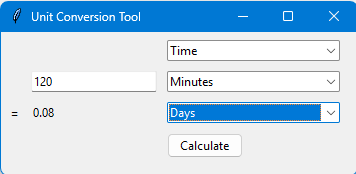 Unit Conversion Tool
Time
120 Minutes
= 0.08 Days
Calculate